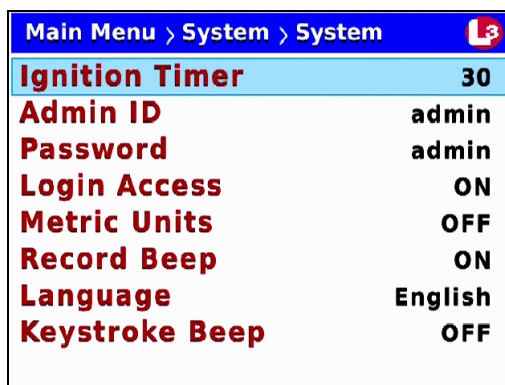 Main Menu > System > System L3
Ignition Timer 30
Admin ID admin
Password admin
Login Access ON
Metric Units OFF
Record Beep ON
Language English
Keystroke Beep OFF